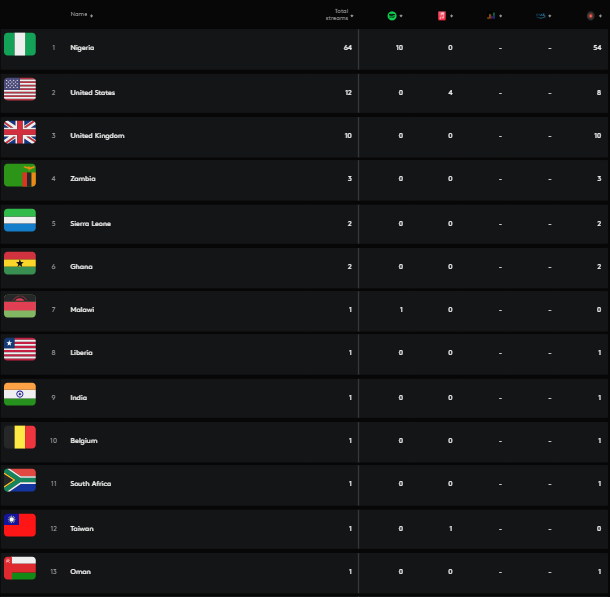 Name Total streams
1 Nigeria 64 10 0 - - 54
2 United States 12 0 4 - - 8
3 United Kingdom 10 0 0 - - 10
4 Zambia 3 0 0 - - 3
5 Sierra Leone 2 0 0 - - 2
6 Ghana 2 0 0 - - 2
7 Malawi 1 1 0 - - 0
8 Liberia 1 0 0 - - 1
9 India 1 0 0 - - 1
10 Belgium 1 0 0 - - 1
11 South Africa 1 0 0 - - 1
12 Taiwan 1 0 1 - - 0
13 Oman 1 0 0 - - 1